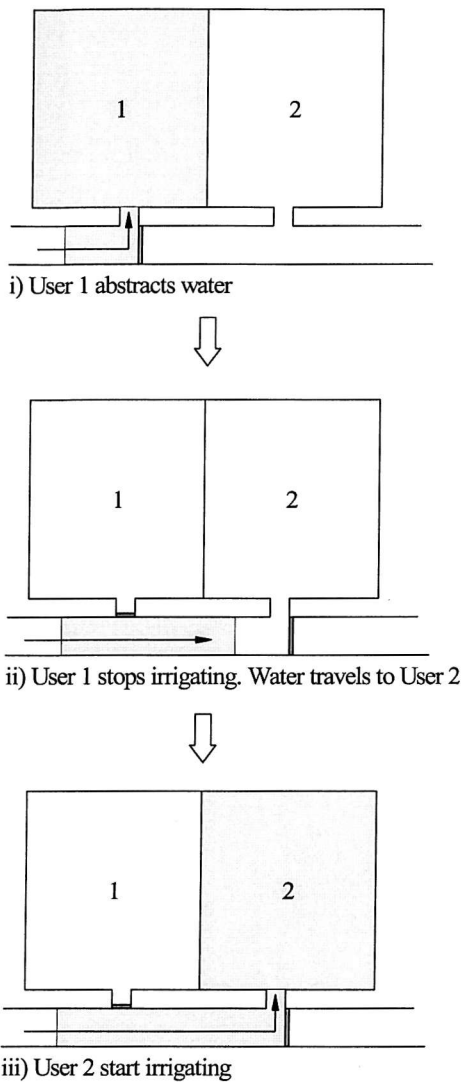 1 2
i) User 1 abstracts water
1 2
ii) User 1 stops irrigating. Water travels to User 2
1 2
iii) User 2 start irrigating